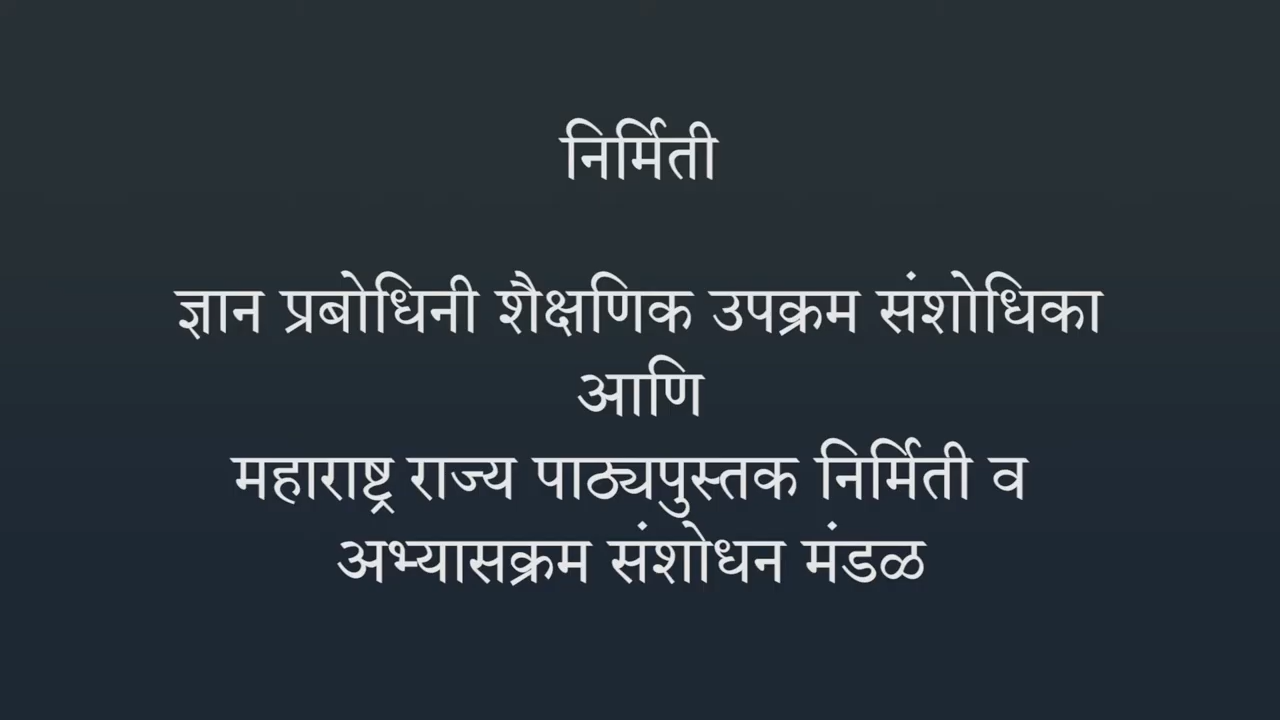 निर्मिती
ज्ञान प्रबोधिनी शैक्षणिक उपक्रम संशोधिका
आणि
महाराष्ट्र राज्य पाठ्यपुस्तक निर्मिती व
अभ्यासक्रम संशोधन मंडळ